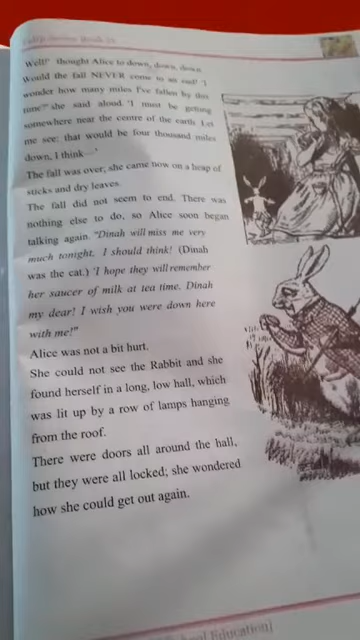 Well!' thought Alice to down, down, down.
Would the fall NEVER come to an end! 'I
wonder how many miles I've fallen by this
time?' she said aloud. 'I must be getting
somewhere near the centre of the earth. Let
me see: that would be four thousand miles
down, I think—'
The fall was over; she came now on a heap of
sticks and dry leaves.
The fall did not seem to end. There was
nothing else to do, so Alice soon began
talking again. "Dinah will miss me very
much tonight. I should think! (Dinah
was the cat.) 'I hope they will remember
her saucer of milk at tea time. Dinah
my dear! I wish you were down here
with me!"
Alice was not a bit hurt.
She could not see the Rabbit and she
found herself in a long, low hall, which
was lit up by a row of lamps hanging
from the roof.
There were doors all around the hall,
but they were all locked; she wondered
how she could get out again.
School Education]